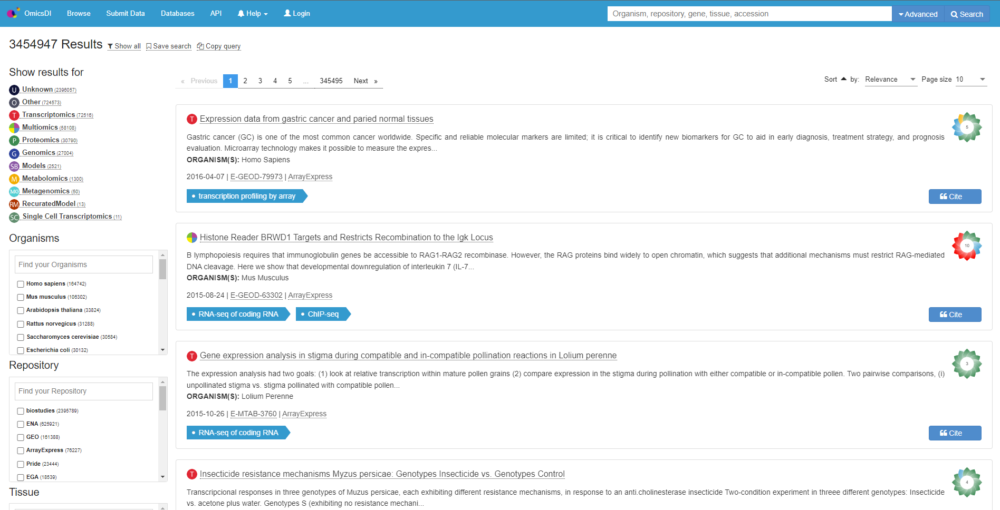 OmicsDI Browse Submit Data Databases API Help Login Organism, repository, gene, tissue, accession Advanced Search
3454947 Results Show all Save search Copy query
Show results for
U Unknown (2396057)
O Other (724573)
T Transcriptomics (72516)
Multiomics (58108)
P Proteomics (30790)
G Genomics (27004)
SB Models (2521)
M Metabolomics (1300)
MG Metagenomics (50)
RM RecuratedModel (13)
SC Single Cell Transcriptomics (11)
Organisms
Find your Organisms
Homo sapiens (164742)
Mus musculus (106302)
Arabidopsis thaliana (33824)
Rattus norvegicus (31288)
Saccharomyces cerevisiae (30584)
Escherichia coli (30132)
Repository
Find your Repository
biostudies (2395789)
ENA (625921)
GEO (161388)
ArrayExpress (76227)
Pride (23444)
EGA (18539)
Tissue
« Previous 1 2 3 4 5 ... 345495 Next »
Sort by: Relevance Page size 10
T Expression data from gastric cancer and paried normal tissues
5
Gastric cancer (GC) is one of the most common cancer worldwide. Specific and reliable molecular markers are limited; it is critical to identify new biomarkers for GC to aid in early diagnosis, treatment strategy, and prognosis
evaluation. Microarray technology makes it possible to measure the expres...
ORGANISM(S): Homo Sapiens
2016-04-07 | E-GEOD-79973 | ArrayExpress
• transcription profiling by array
Cite
Histone Reader BRWD1 Targets and Restricts Recombination to the Igk Locus
10
B lymphopoiesis requires that immunoglobulin genes be accessible to RAG1-RAG2 recombinase. However, the RAG proteins bind widely to open chromatin, which suggests that additional mechanisms must restrict RAG-mediated
DNA cleavage. Here we show that developmental downregulation of interleukin 7 (IL-7...
ORGANISM(S): Mus Musculus
2015-08-24 | E-GEOD-63302 | ArrayExpress
• RNA-seq of coding RNA • ChIP-seq
Cite
T Gene expression analysis in stigma during compatible and in-compatible pollination reactions in Lolium perenne
3
The expression analysis had two goals: (1) look at relative transcription within mature pollen grains (2) compare expression in the stigma during pollination with either compatible or in-compatible pollen. Two pairwise comparisons, (i)
unpollinated stigma vs. stigma pollinated with compatible pollen...
ORGANISM(S): Lolium Perenne
2015-10-26 | E-MTAB-3760 | ArrayExpress
• RNA-seq of coding RNA
Cite
T Insecticide resistance mechanisms Myzus persicae: Genotypes Insecticide vs. Genotypes Control
4
Transcripcional responses in three genotypes of Muzus persicae, each exhibiting different resistance mechanisms, in response to an anti.cholinesterase insecticide Two-condition experiment in threee different genotypes: Insecticide
vs. acetone plus water. Genotypes S (exhibiting no resistance mechani...